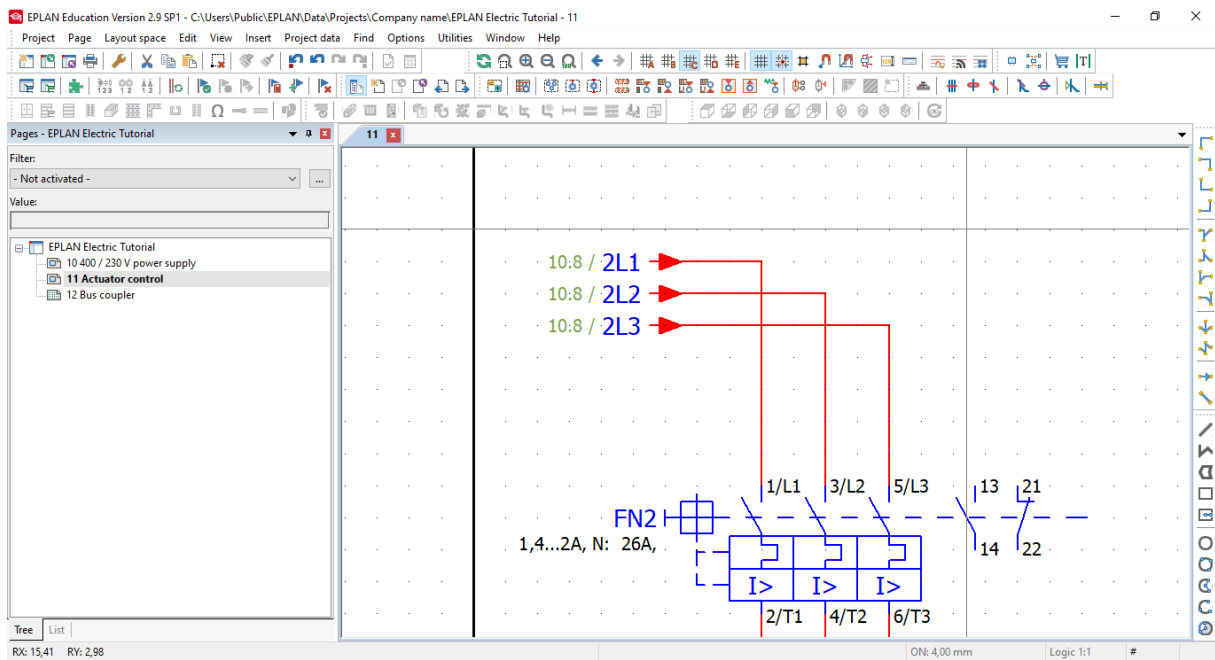 EPLAN Education Version 2.9 SP1 - C:\Users\Public\EPLAN\Data\Projects\Company name\EPLAN Electric Tutorial - 11
Project Page Layout space Edit View Insert Project data Find Options Utilities Window Help
Pages - EPLAN Electric Tutorial
11
Filter:
- Not activated -
...
Value:
EPLAN Electric Tutorial
10 400 / 230 V power supply
11 Actuator control
12 Bus coupler
10:8 / 2L1
10:8 / 2L2
10:8 / 2L3
1/L1 3/L2 5/L3 13 21
FN2
1,4...2A, N: 26A,
14 22
I> I> I>
2/T1 4/T2 6/T3
Tree List
RX: 15,41 RY: 2,98 ON: 4,00 mm Logic 1:1 #